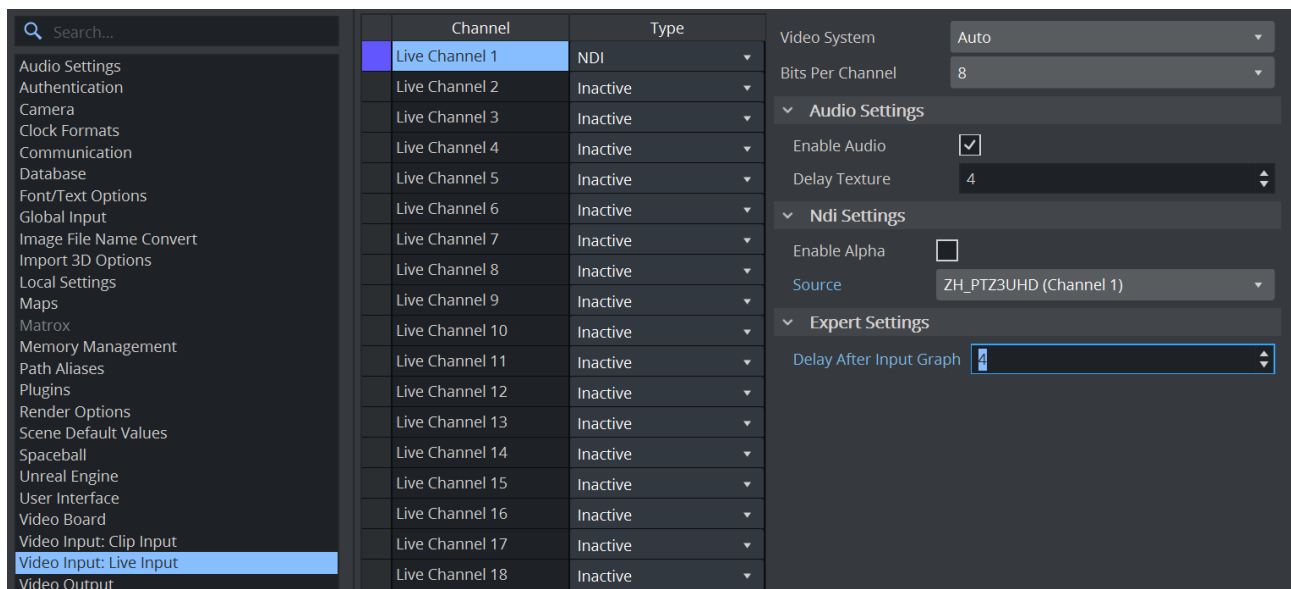 Search...
Audio Settings
Authentication
Camera
Clock Formats
Communication
Database
Font/Text Options
Global Input
Image File Name Convert
Import 3D Options
Local Settings
Maps
Matrox
Memory Management
Path Aliases
Plugins
Render Options
Scene Default Values
Spaceball
Unreal Engine
User Interface
Video Board
Video Input: Clip Input
Video Input: Live Input
Video Output
Channel Type
Live Channel 1 NDI
Live Channel 2 Inactive
Live Channel 3 Inactive
Live Channel 4 Inactive
Live Channel 5 Inactive
Live Channel 6 Inactive
Live Channel 7 Inactive
Live Channel 8 Inactive
Live Channel 9 Inactive
Live Channel 10 Inactive
Live Channel 11 Inactive
Live Channel 12 Inactive
Live Channel 13 Inactive
Live Channel 14 Inactive
Live Channel 15 Inactive
Live Channel 16 Inactive
Live Channel 17 Inactive
Live Channel 18 Inactive
Video System Auto
Bits Per Channel 8
Audio Settings
Enable Audio
Delay Texture 4
Ndi Settings
Enable Alpha
Source ZH_PTZ3UHD (Channel 1)
Expert Settings
Delay After Input Graph 4